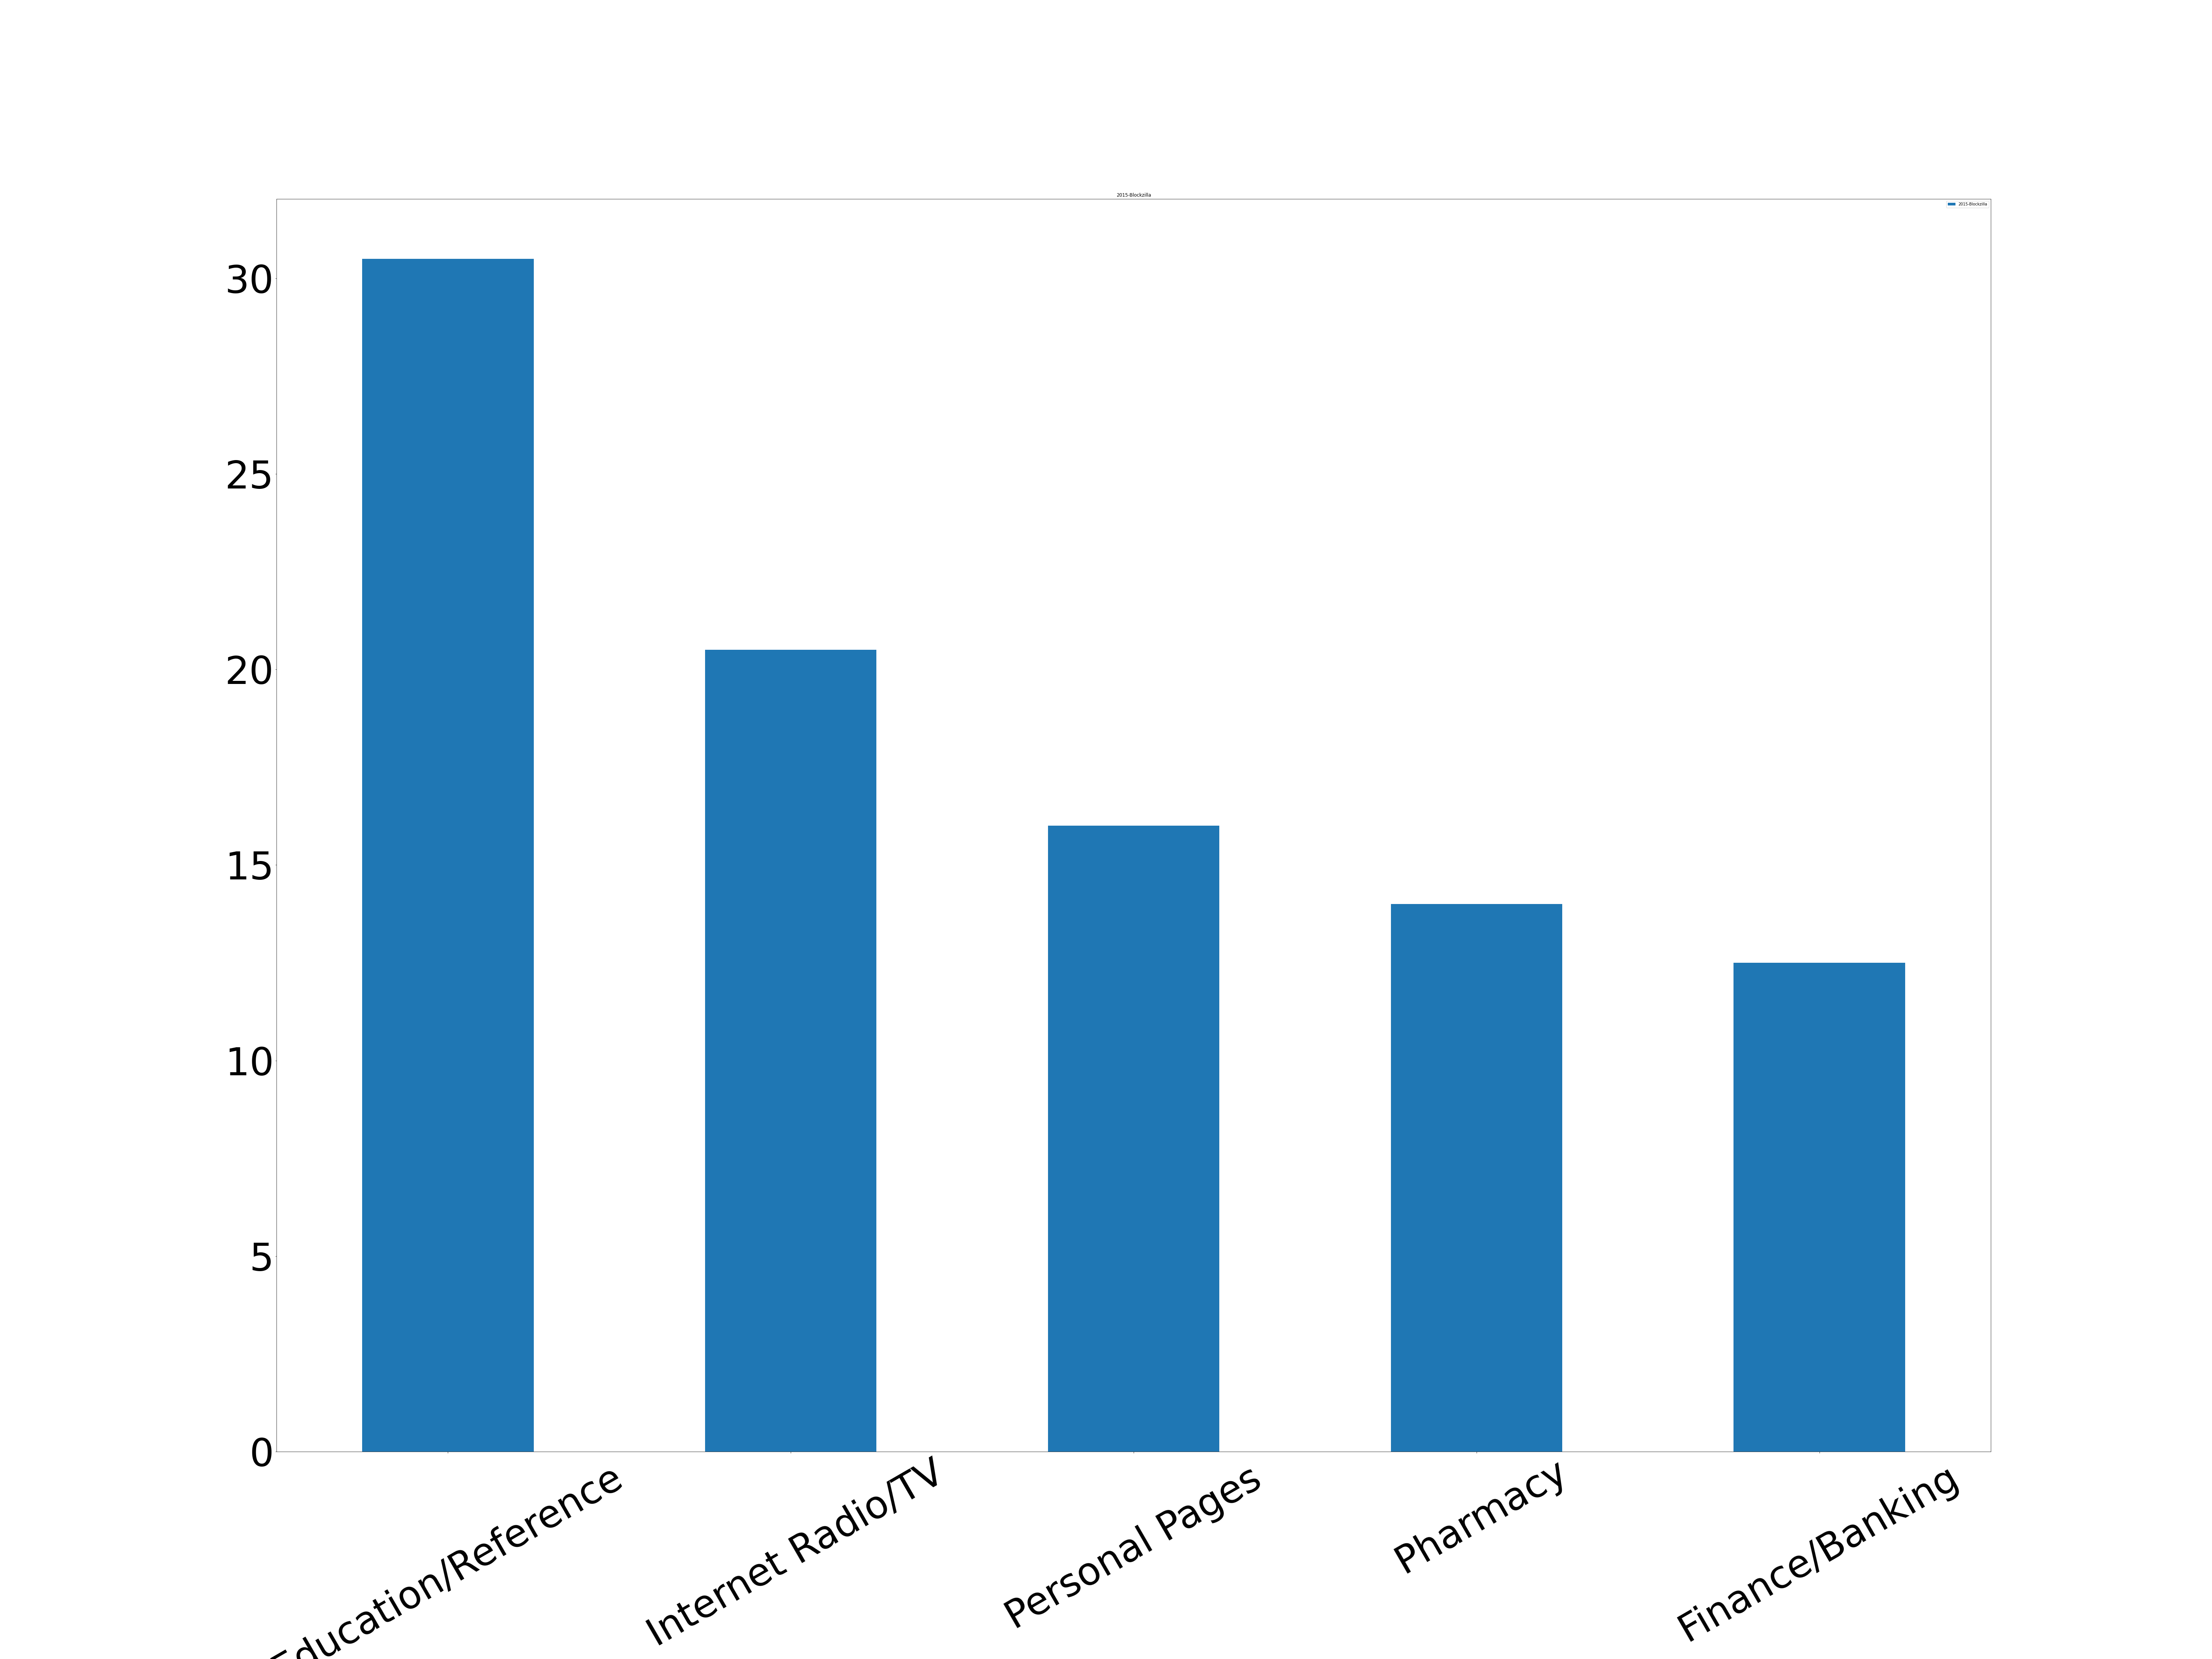 2015-Blockzilla
2015-Blockzilla
30
25
20
15
10
5
0
Education/Reference
Internet Radio/TV
Personal Pages
Pharmacy
Finance/Banking